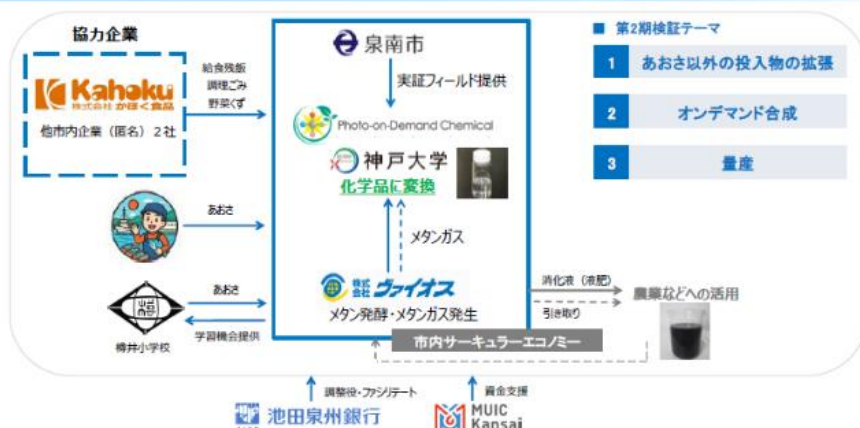 協力企業
Kahoku
株式会社 かほく食品
他市内企業（匿名）２社
給食残飯
調理ごみ
野菜くず
あおさ
樽井小学校
あおさ
学習機会提供
泉南市
実証フィールド提供
Photo-on-Demand Chemical
神戸大学
化学品に変換
メタンガス
株式会社 ヴァイオス
メタン発酵・メタンガス発生
市内サーキュラーエコノミー
■ 第2期検証テーマ
1 あおさ以外の投入物の拡張
2 オンデマンド合成
3 量産
消化液（液肥）
引き取り
農業などへの活用
調整役・ファシリテート
池田泉州銀行
資金支援
MUIC
Kansai